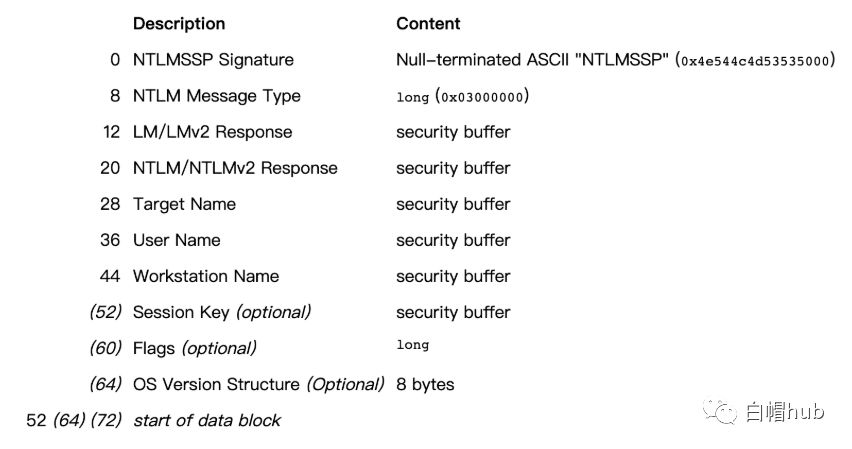 Description Content
0 NTLMSSP Signature Null-terminated ASCII "NTLMSSP" (0x4e544c4d53535000)
8 NTLM Message Type long (0x03000000)
12 LM/LMv2 Response security buffer
20 NTLM/NTLMv2 Response security buffer
28 Target Name security buffer
36 User Name security buffer
44 Workstation Name security buffer
(52) Session Key (optional) security buffer
(60) Flags (optional) long
(64) OS Version Structure (Optional) 8 bytes
52 (64) (72) start of data block
白帽hub